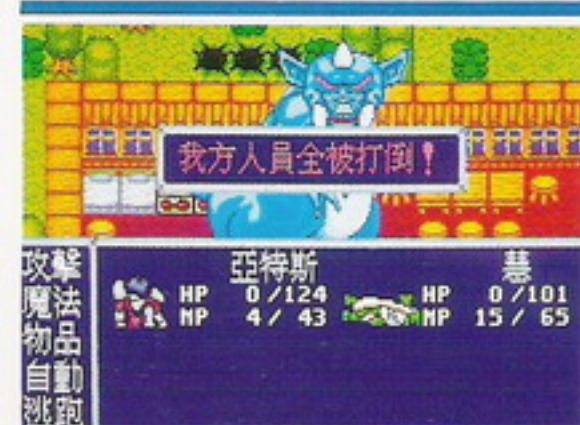 我方人員全被打倒！
攻擊
魔法
物品
自動
逃跑
亞特斯
HP 0/124
MP 4/ 43
慧
HP 0/101
MP 15/ 65